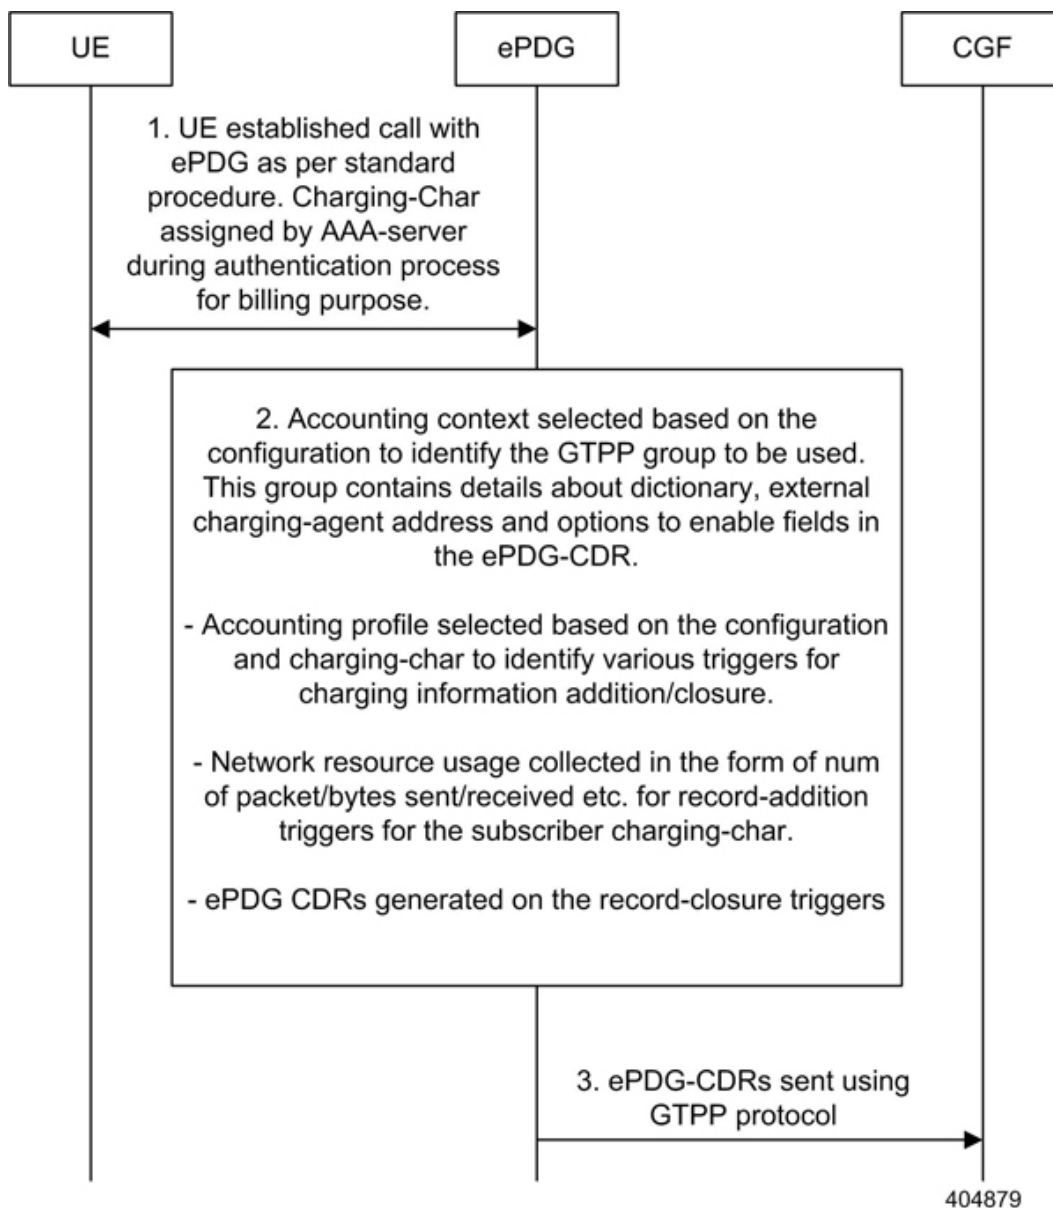 UE
ePDG
CGF
1. UE established call with
ePDG as per standard
procedure. Charging-Char
assigned by AAA-server
during authentication process
for billing purpose.
2. Accounting context selected based on the
configuration to identify the GTPP group to be used.
This group contains details about dictionary, external
charging-agent address and options to enable fields in
the ePDG-CDR.
- Accounting profile selected based on the configuration
and charging-char to identify various triggers for
charging information addition/closure.
- Network resource usage collected in the form of num
of packet/bytes sent/received etc. for record-addition
triggers for the subscriber charging-char.
- ePDG CDRs generated on the record-closure triggers
3. ePDG-CDRs sent using
GTPP protocol
404879